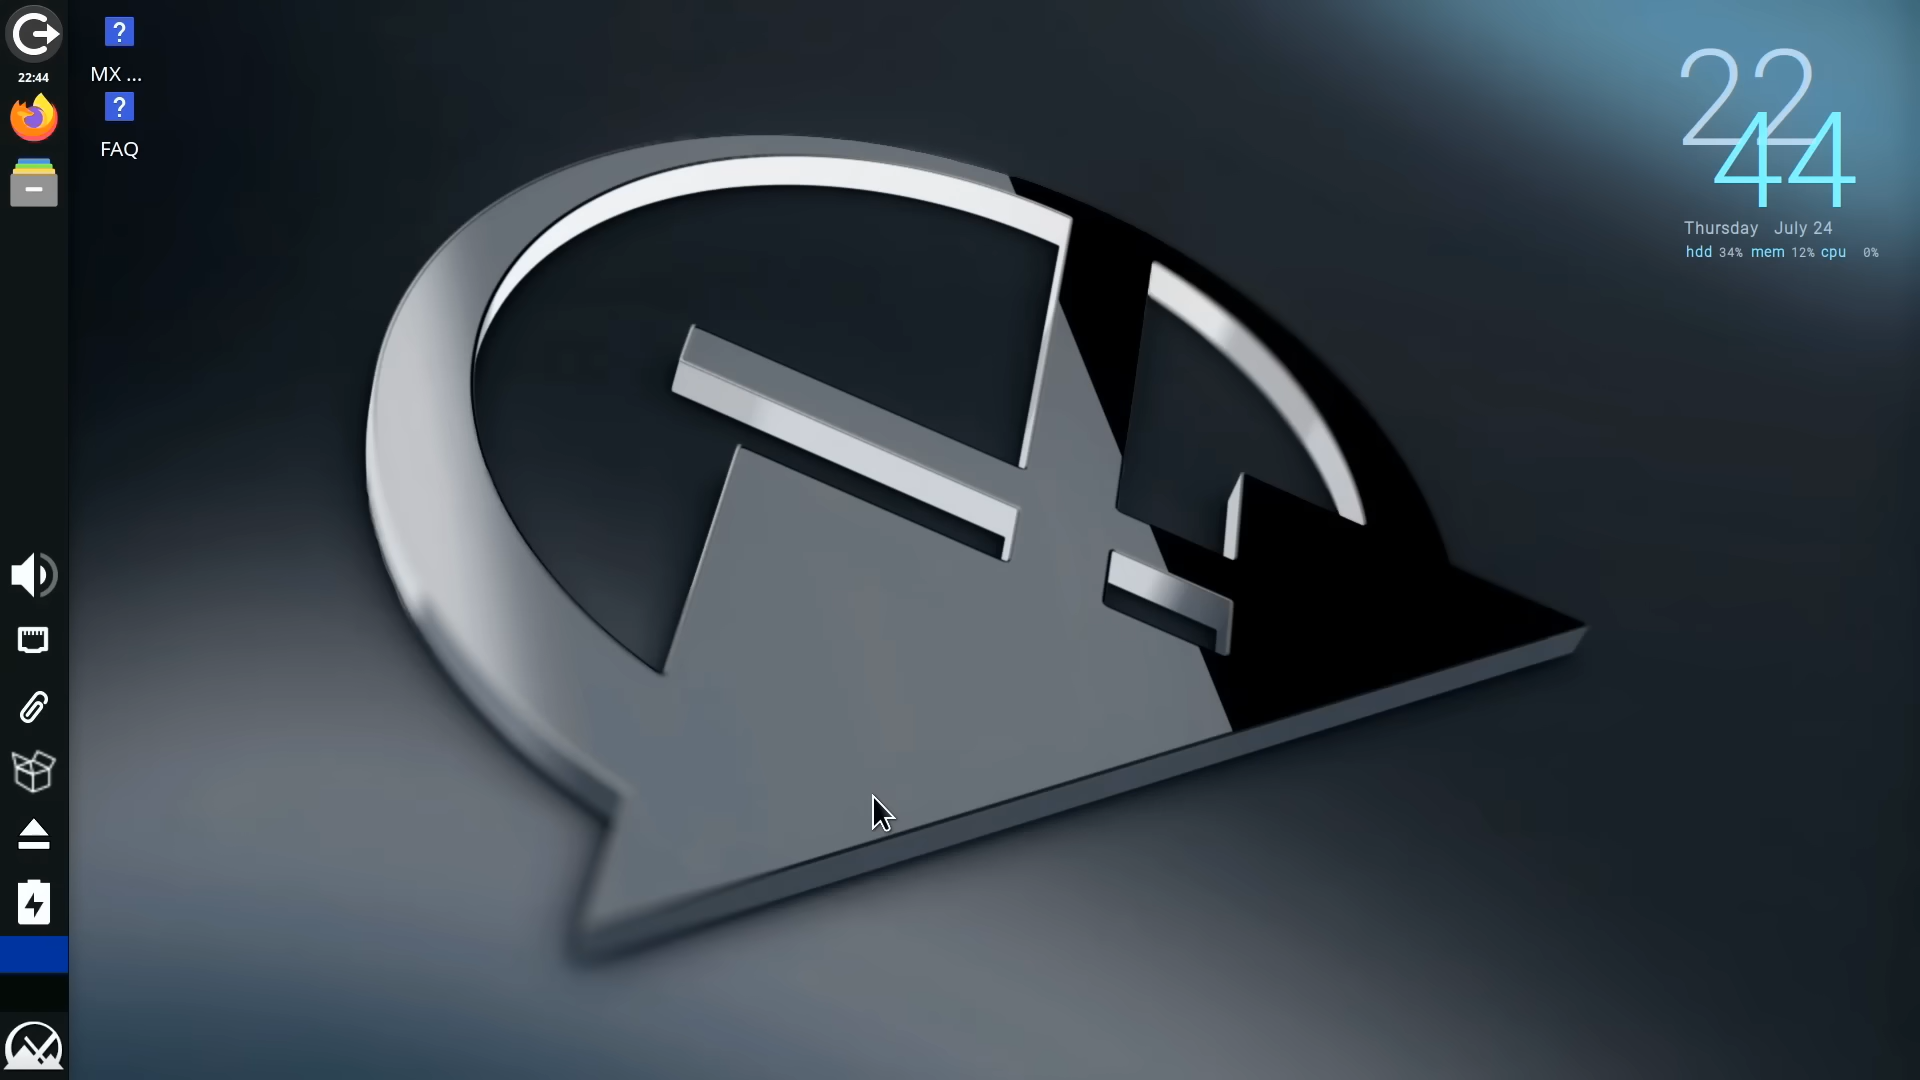 22:44
MX ...
FAQ
22
44
Thursday July 24
hdd 34% mem 12% cpu 0%